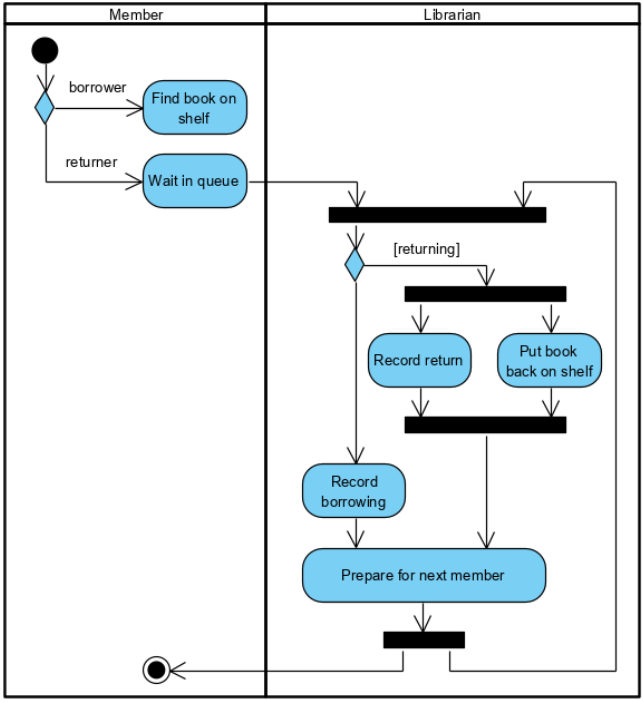 Member
Librarian
borrower
Find book on
shelf
returner
Wait in queue
[returning]
Record return
Put book
back on shelf
Record
borrowing
Prepare for next member